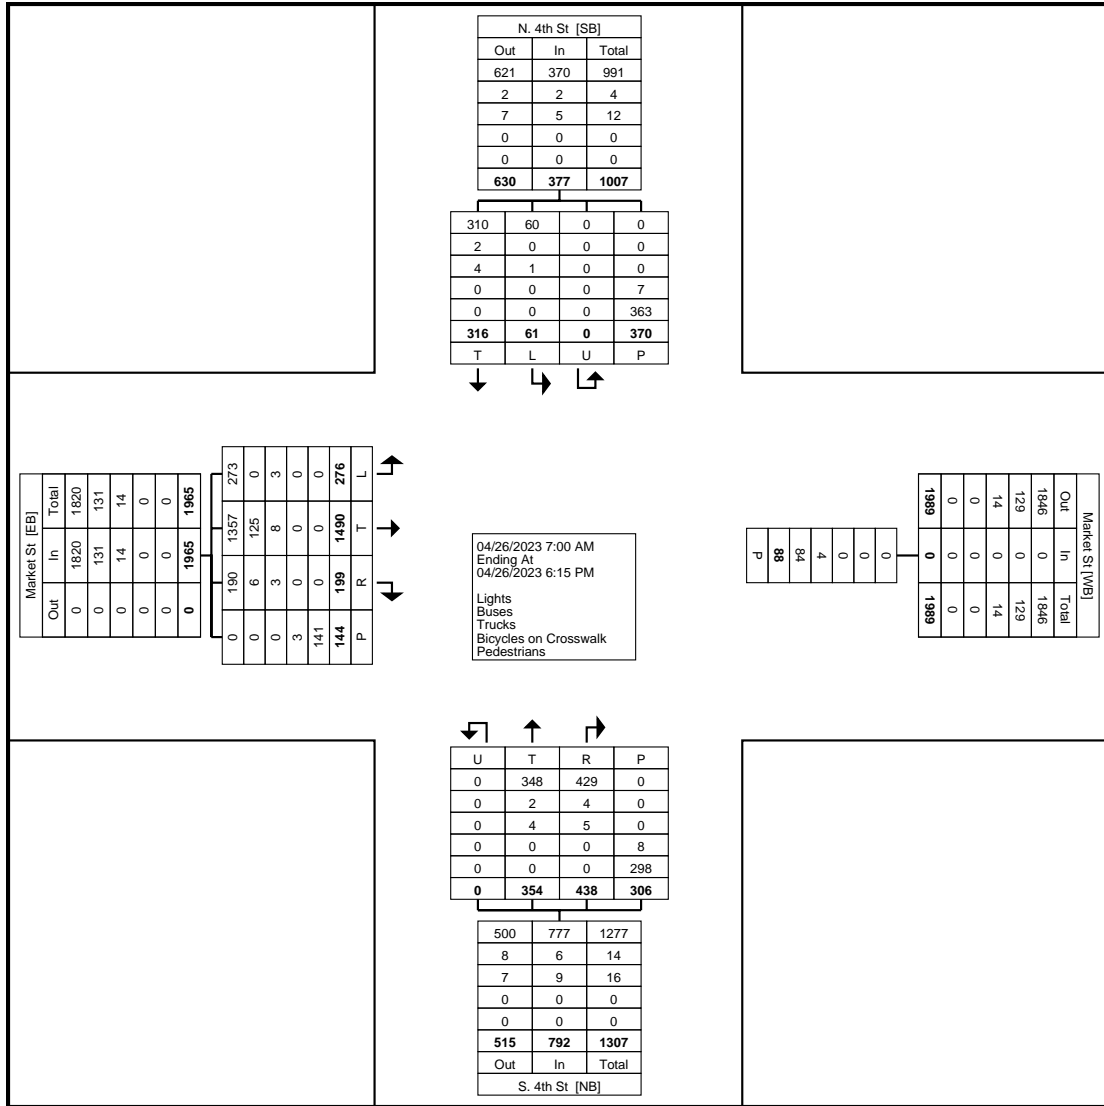 N. 4th St [SB]
Out In Total
621 370 991
2 2 4
7 5 12
0 0 0
0 0 0
630 377 1007
310 60 0 0
2 0 0 0
4 1 0 0
0 0 0 7
0 0 0 363
316 61 0 370
T L U P
Market St [EB]
Total 1820 131 14 0 0 1965
In 1820 131 14 0 0 1965
Out 0 0 0 0 0 0
273 0 3 0 0 276 L
1357 125 8 0 0 1490 T
190 6 3 0 0 199 R
0 0 0 3 141 144 P
04/26/2023 7:00 AM
Ending At
04/26/2023 6:15 PM
Lights
Buses
Trucks
Bicycles on Crosswalk
Pedestrians
P 88 84 4 0 0 0
Market St [WB]
Out 1846 129 14 0 0 1989
In 0 0 0 0 0 0
Total 1846 129 14 0 0 1989
U T R P
0 348 429 0
0 2 4 0
0 4 5 0
0 0 0 8
0 0 0 298
0 354 438 306
500 777 1277
8 6 14
7 9 16
0 0 0
0 0 0
515 792 1307
Out In Total
S. 4th St [NB]